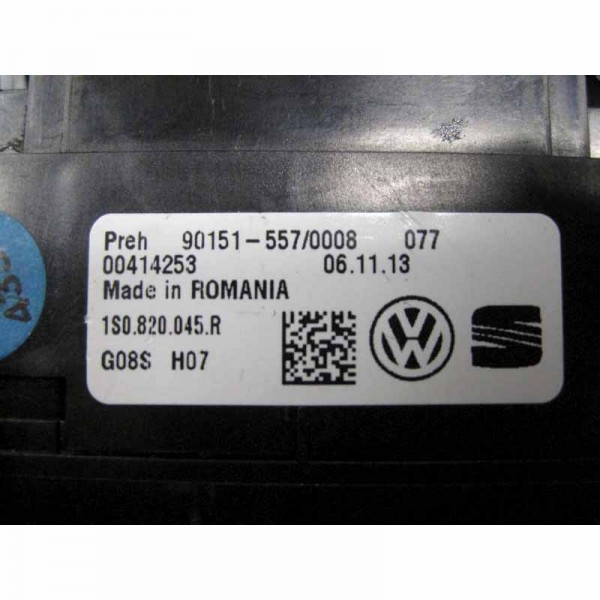 Preh 90151-557/0008 077
00414253 06.11.13
Made in ROMANIA
1S0.820.045.R
G08S H07